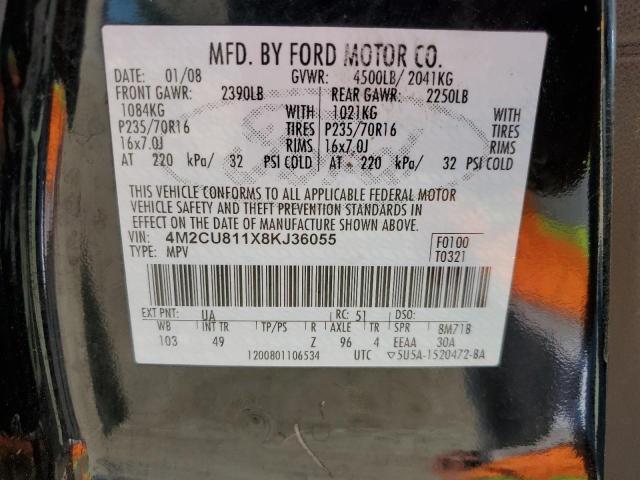 MFD. BY FORD MOTOR CO.
DATE: 01/08 GVWR: 4500LB/ 2041KG
FRONT GAWR: 2390LB REAR GAWR: 2250LB
1084KG WITH 1021KG WITH
P235/70R16 TIRES P235/70R16 TIRES
16x7.0J RIMS 16x7.0J RIMS
AT 220 kPa/ 32 PSI COLD AT 220 kPa/ 32 PSI COLD
THIS VEHICLE CONFORMS TO ALL APPLICABLE FEDERAL MOTOR
VEHICLE SAFETY AND THEFT PREVENTION STANDARDS IN
EFFECT ON THE DATE OF MANUFACTURE SHOWN ABOVE.
VIN: 4M2CU811X8KJ36055 F0100
TYPE: MPV T0321
EXT PNT: UA RC: 51 DSO:
WB INT TR TP/PS R AXLE TR SPR 8M71B
103 49 Z 96 4 EEAA 30A
1200801106534 UTC ▽5U5A-1520472-BA
Ford